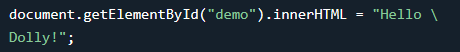 document.getElementById("demo").innerHTML = "Hello \
Dolly!";